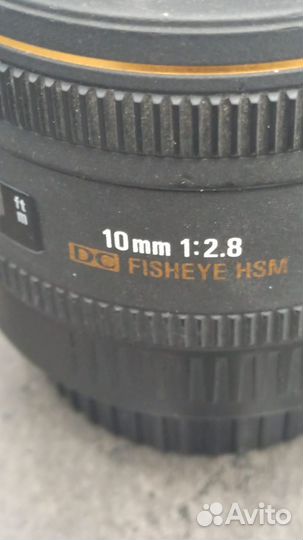 ft
m
10mm 1:2.8
DC FISHEYE HSM
Avito